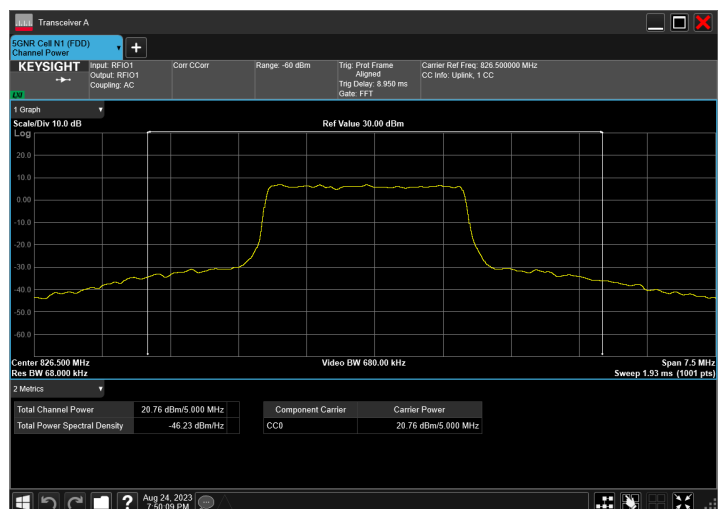 Transceiver A
5GNR Cell N1 (FDD)
Channel Power
KEYSIGHT
LXI
Input: RFIO1
Output: RFIO1
Coupling: AC
Corr CCorr
Range: -60 dBm
Trig: Prot Frame
Aligned
Trig Delay: 8.950 ms
Gate: FFT
Carrier Ref Freq: 826.500000 MHz
CC Info: Uplink, 1 CC
1 Graph
Scale/Div 10.0 dB
Ref Value 30.00 dBm
Log
20.0
10.0
0.00
-10.0
-20.0
-30.0
-40.0
-50.0
-60.0
Center 826.500 MHz
Video BW 680.00 kHz
Span 7.5 MHz
Res BW 68.000 kHz
Sweep 1.93 ms (1001 pts)
2 Metrics
Total Channel Power 20.76 dBm/5.000 MHz
Total Power Spectral Density -46.23 dBm/Hz
Component Carrier Carrier Power
CC0 20.76 dBm/5.000 MHz
?
Aug 24, 2023
7:50:09 PM